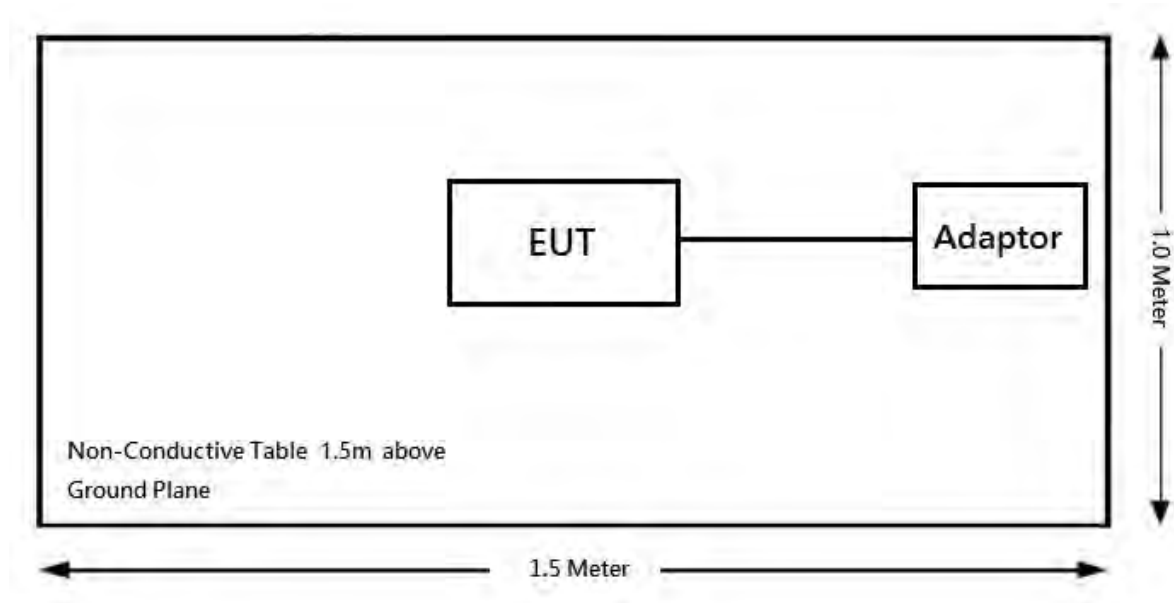 EUT
Adaptor
1.0 Meter
Non-Conductive Table 1.5m above
Ground Plane
1.5 Meter